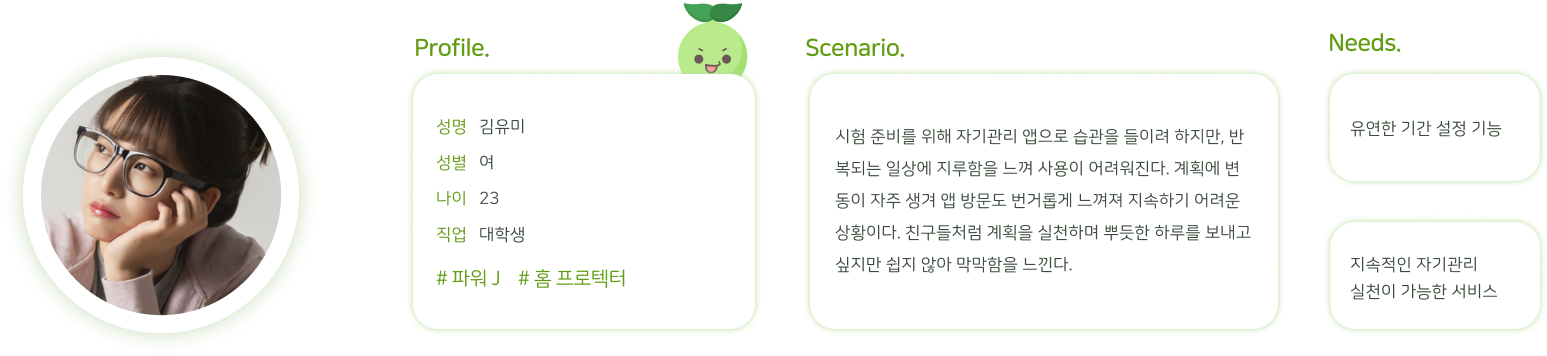 Profile.
성명 김유미
성별 여
나이 23
직업 대학생
# 파워 J # 홈 프로텍터
Scenario.
시험 준비를 위해 자기관리 앱으로 습관을 들이려 하지만, 반
복되는 일상에 지루함을 느껴 사용이 어려워진다. 계획에 변
동이 자주 생겨 앱 방문도 번거롭게 느껴져 지속하기 어려운
상황이다. 친구들처럼 계획을 실천하며 뿌듯한 하루를 보내고
싶지만 쉽지 않아 막막함을 느낀다.
Needs.
유연한 기간 설정 기능
지속적인 자기관리
실천이 가능한 서비스